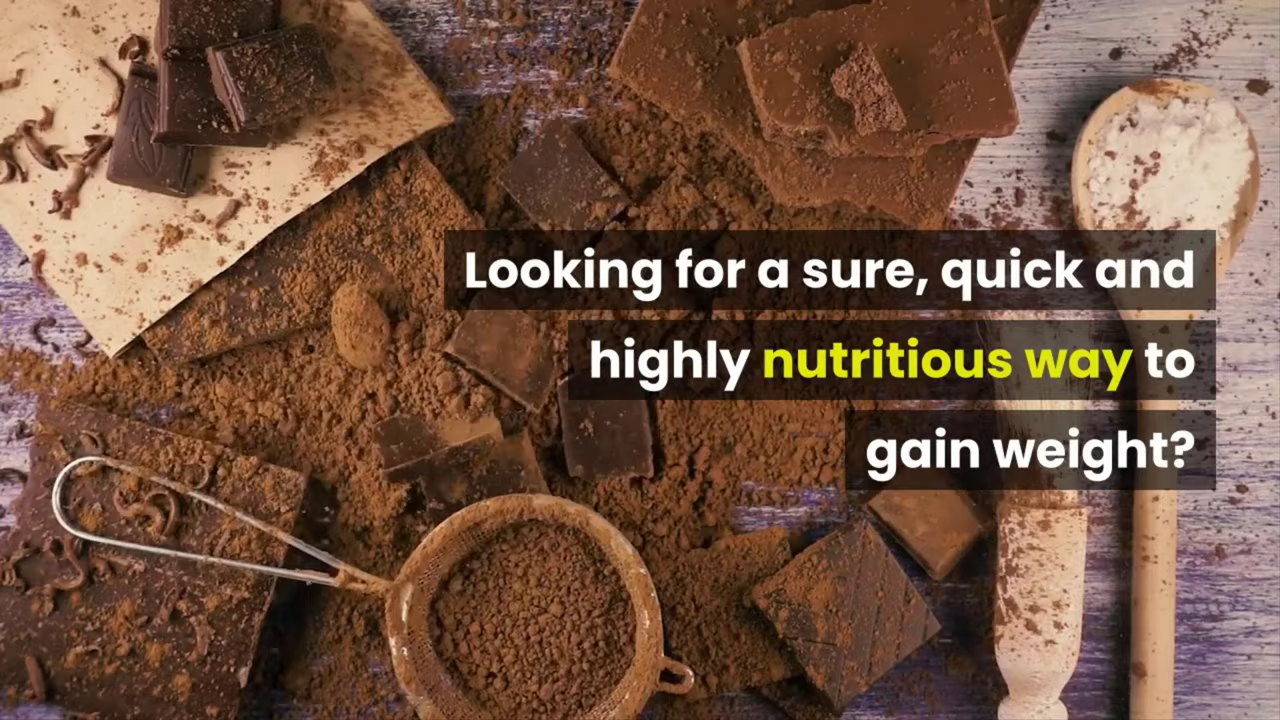 Looking for a sure, quick and
highly nutritious way to
gain weight?